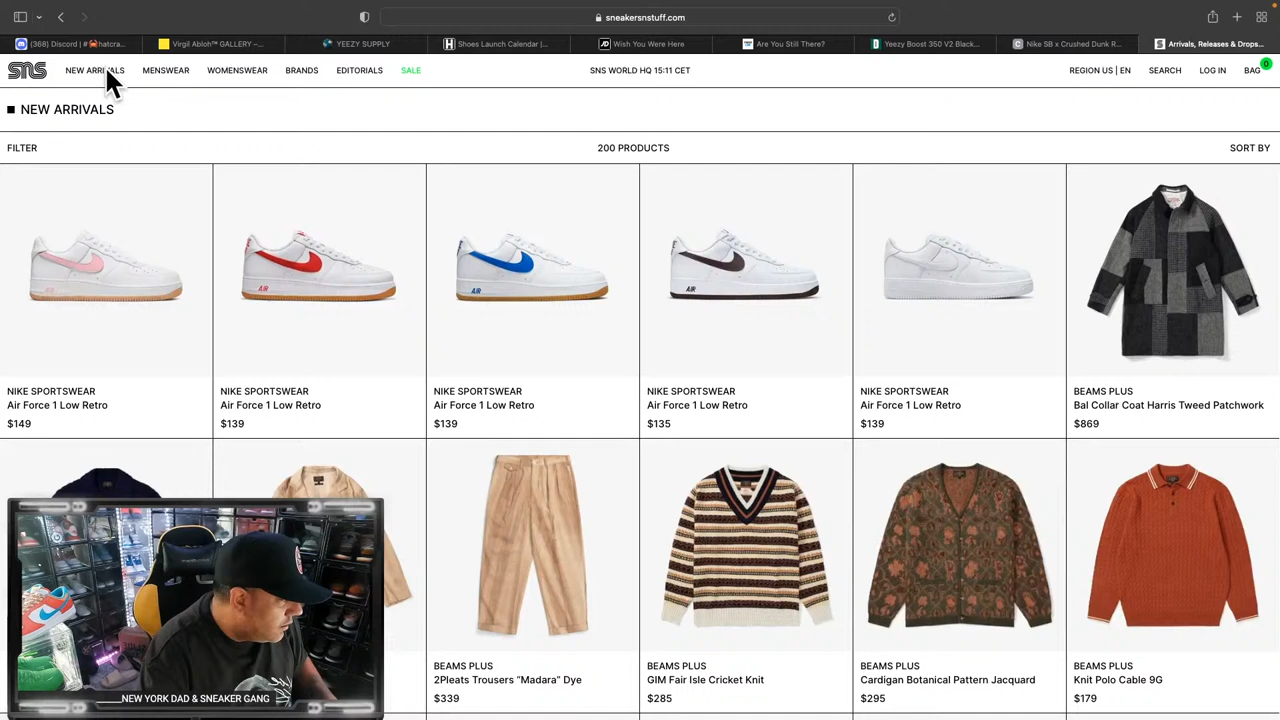 sneakersnstuff.com
(368) Discord | #🦀hatcra...
Virgil Abloh™ GALLERY –...
YEEZY SUPPLY
Shoes Launch Calendar |...
Wish You Were Here
Are You Still There?
Yeezy Boost 350 V2 Black...
Nike SB x Crushed Dunk R...
Arrivals, Releases & Drops...
SNS
NEW ARRIVALS
MENSWEAR
WOMENSWEAR
BRANDS
EDITORIALS
SALE
SNS WORLD HQ 15:11 CET
REGION US | EN
SEARCH
LOG IN
BAG
0
NEW ARRIVALS
FILTER
200 PRODUCTS
SORT BY
NIKE SPORTSWEAR
Air Force 1 Low Retro
$149
NIKE SPORTSWEAR
Air Force 1 Low Retro
$139
NIKE SPORTSWEAR
Air Force 1 Low Retro
$139
NIKE SPORTSWEAR
Air Force 1 Low Retro
$135
NIKE SPORTSWEAR
Air Force 1 Low Retro
$139
BEAMS PLUS
Bal Collar Coat Harris Tweed Patchwork
$869
BEAMS PLUS
2Pleats Trousers "Madara" Dye
$339
BEAMS PLUS
GIM Fair Isle Cricket Knit
$285
BEAMS PLUS
Cardigan Botanical Pattern Jacquard
$295
BEAMS PLUS
Knit Polo Cable 9G
$179
NEW YORK DAD & SNEAKER GANG